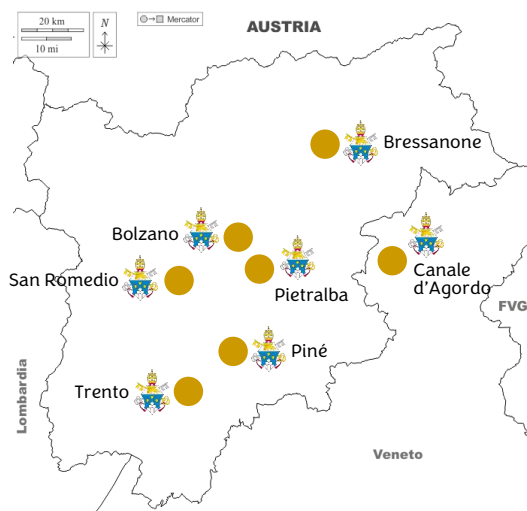 20 km
10 mi
N
Mercator
AUSTRIA
Bressanone
Bolzano
San Romedio
Pietralba
Canale
d'Agordo
FVG
Piné
Trento
Lombardia
Veneto